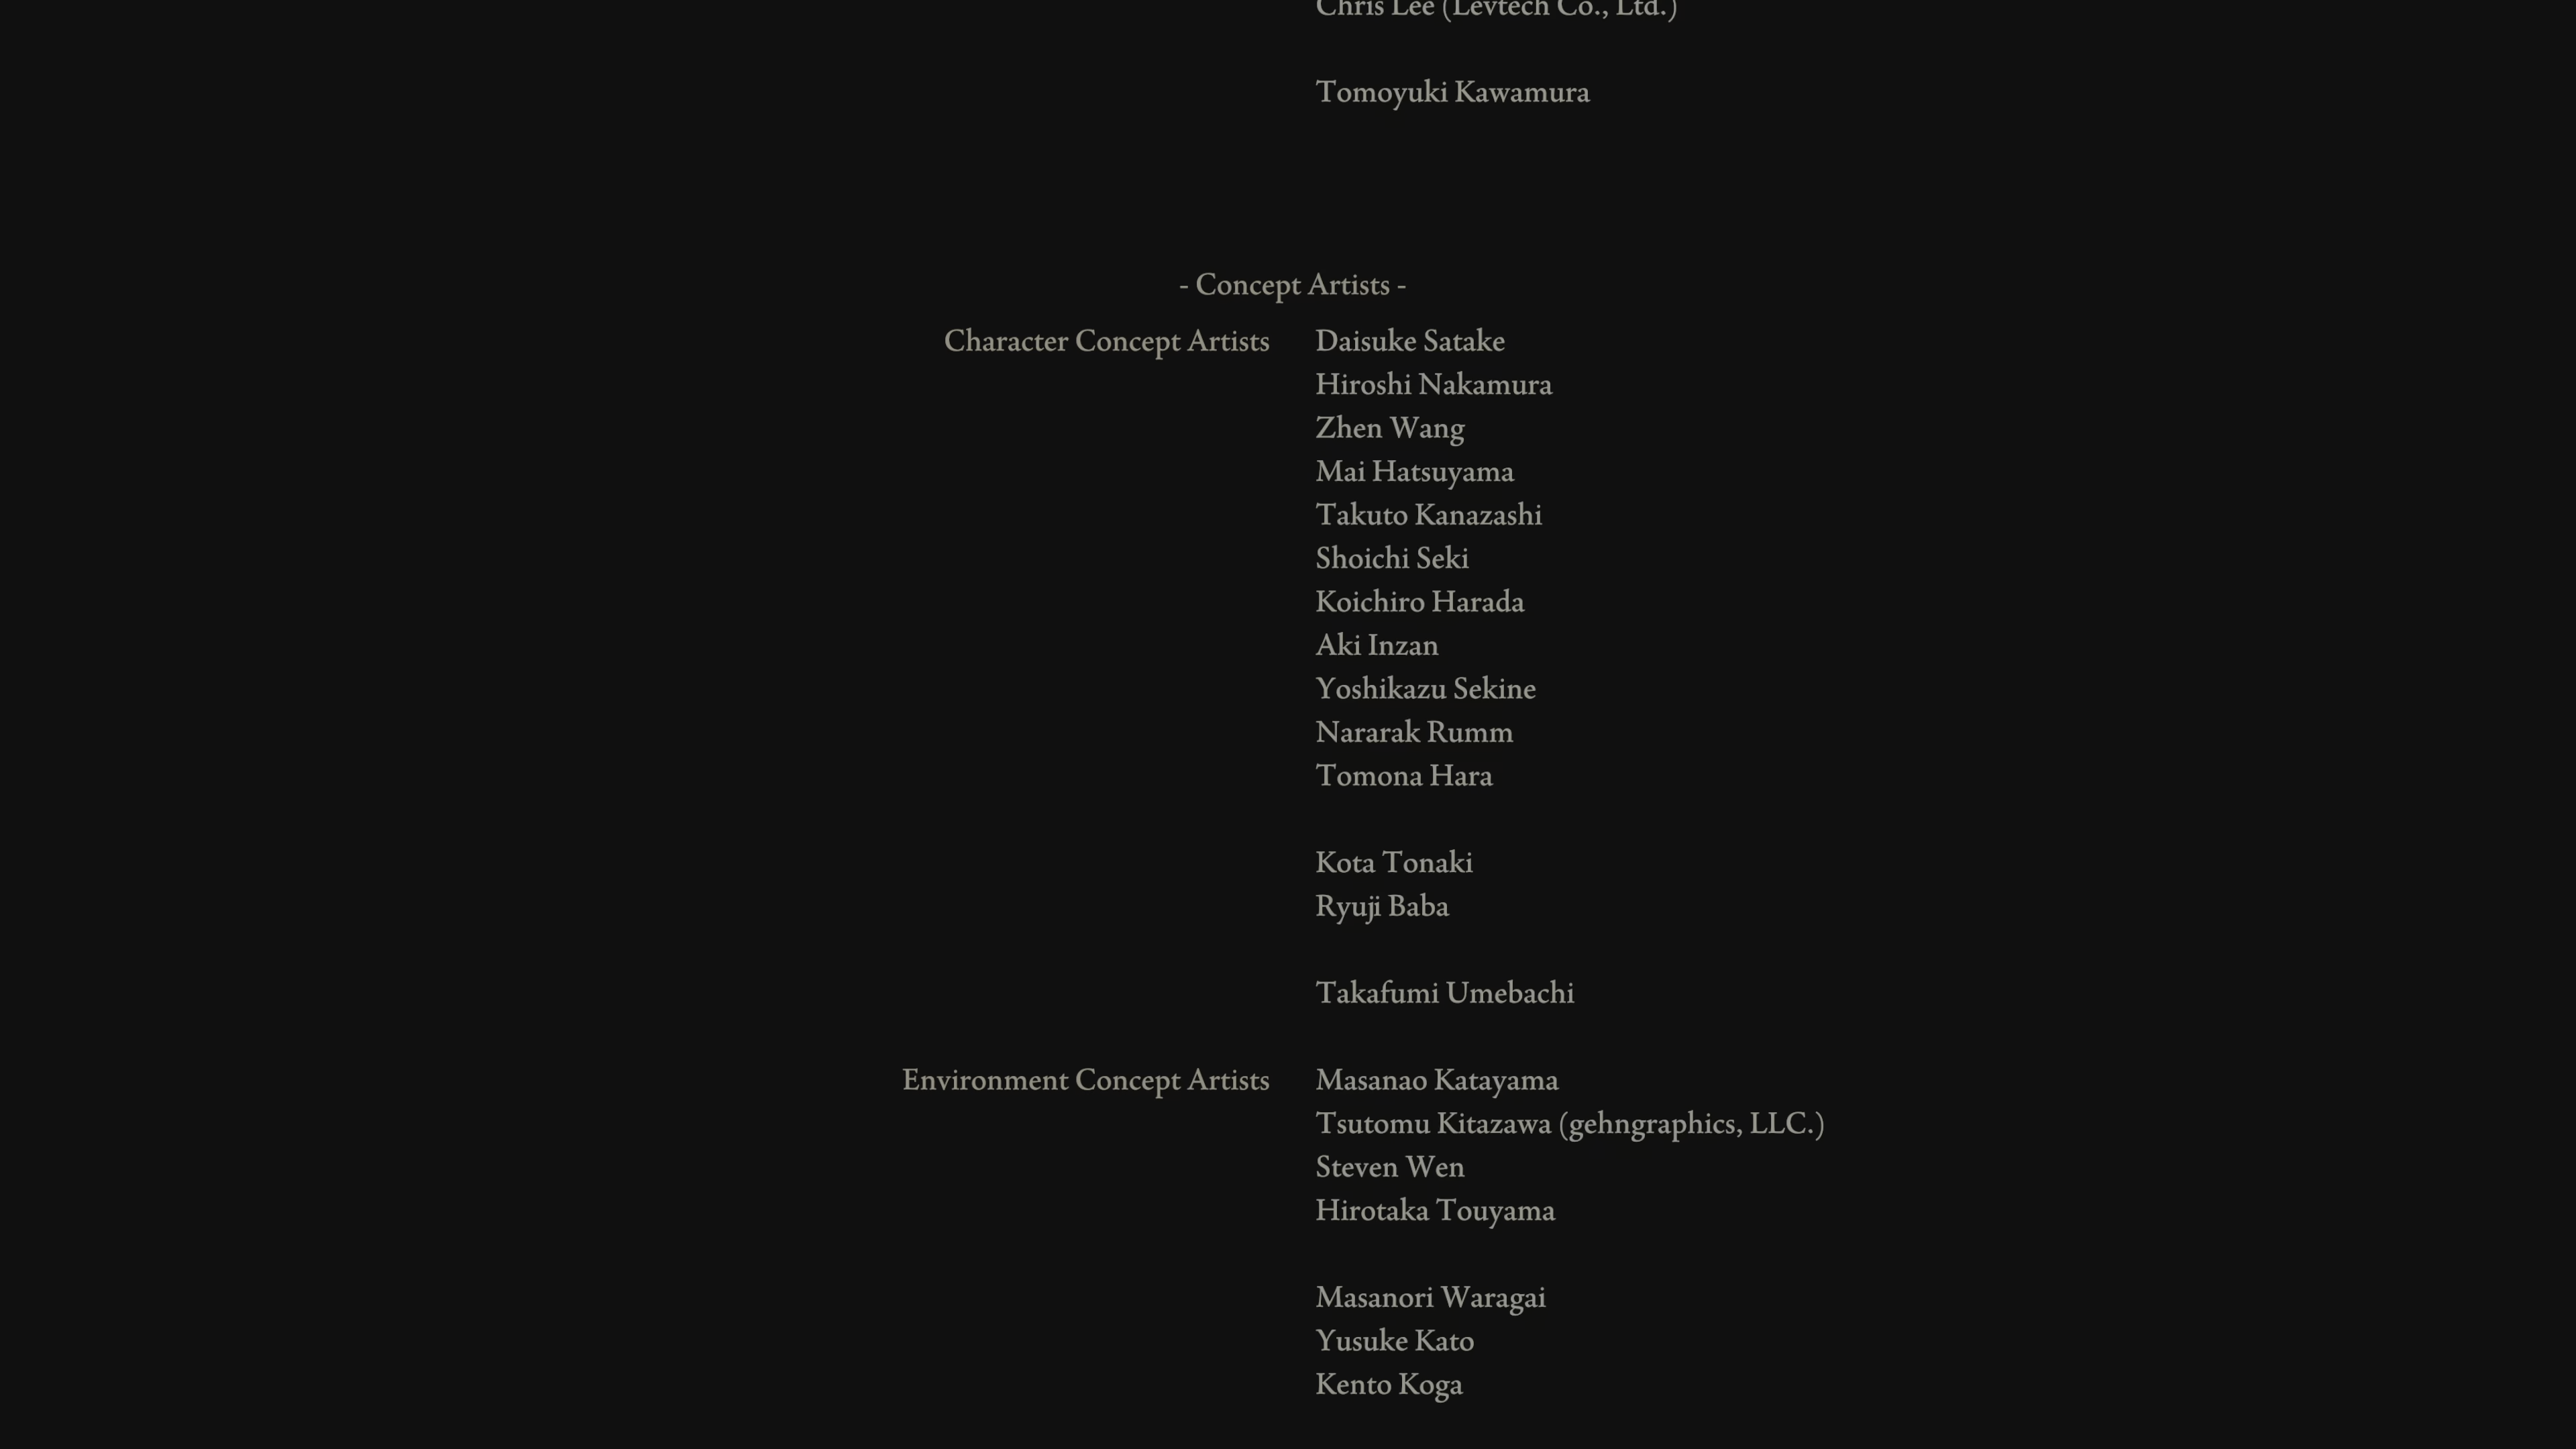 Chris Lee (Levtech Co., Ltd.)
Tomoyuki Kawamura
- Concept Artists -
Character Concept Artists Daisuke Satake
Hiroshi Nakamura
Zhen Wang
Mai Hatsuyama
Takuto Kanazashi
Shoichi Seki
Koichiro Harada
Aki Inzan
Yoshikazu Sekine
Nararak Rumm
Tomona Hara
Kota Tonaki
Ryuji Baba
Takafumi Umebachi
Environment Concept Artists Masanao Katayama
Tsutomu Kitazawa (gehngraphics, LLC.)
Steven Wen
Hirotaka Touyama
Masanori Waragai
Yusuke Kato
Kento Koga